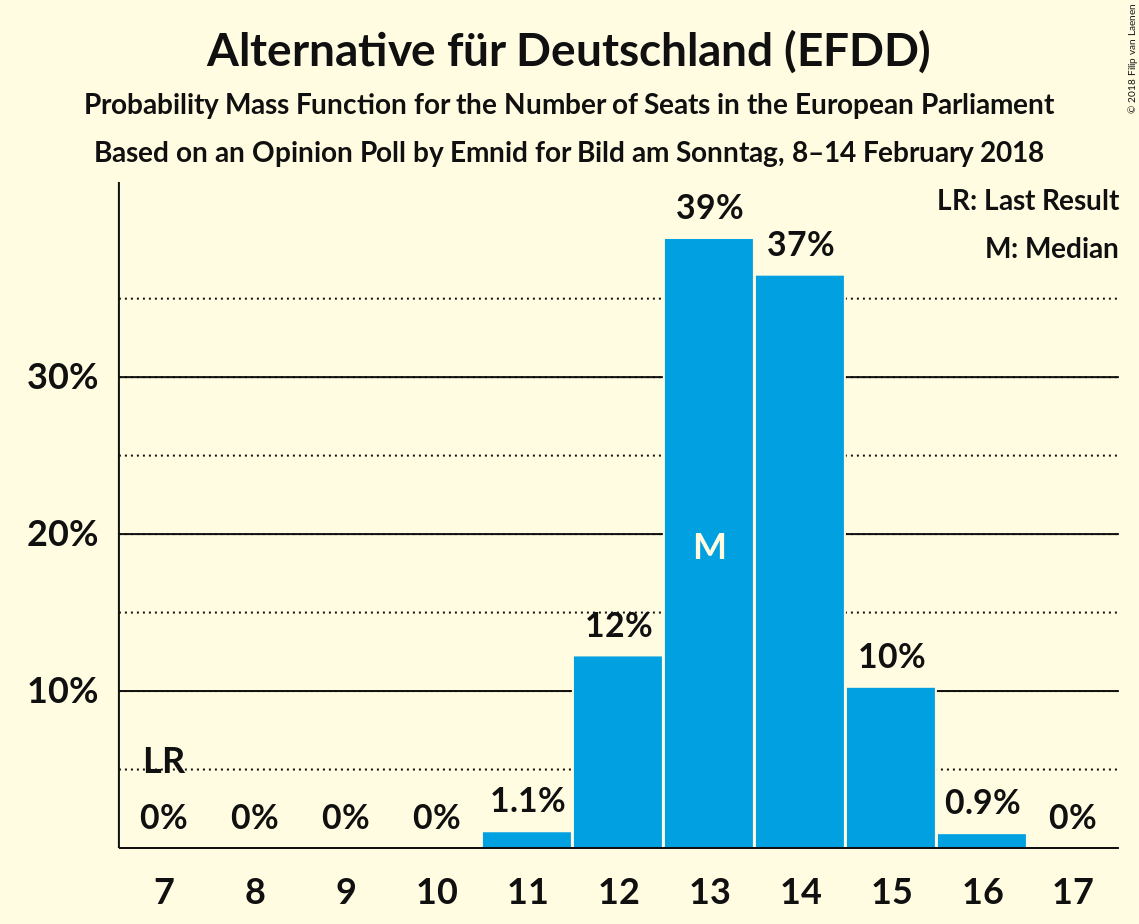 Alternative für Deutschland (EFDD)
Probability Mass Function for the Number of Seats in the European Parliament
Based on an Opinion Poll by Emnid for Bild am Sonntag, 8–14 February 2018
© 2018 Filip van Laenen
LR: Last Result
M: Median
39%
37%
30%
20%
M
12%
10%
10%
LR
0%
0%
0%
0%
1.1%
0.9%
0%
7 8 9 10 11 12 13 14 15 16 17